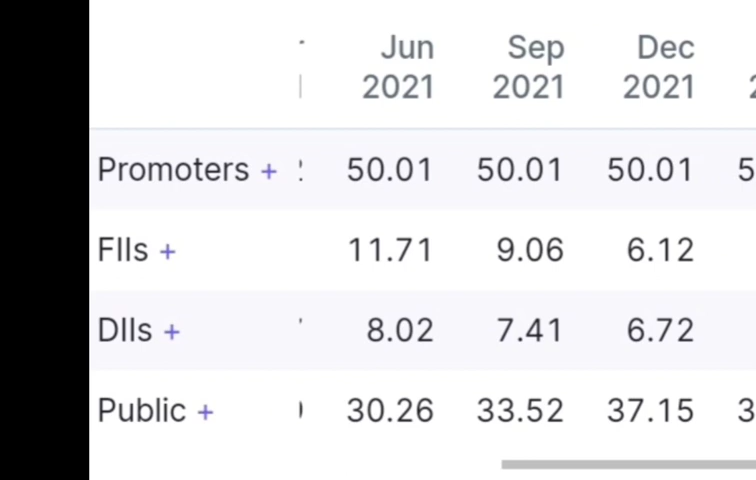 Jun Sep Dec
2021 2021 2021
Promoters + 50.01 50.01 50.01
FIIs + 11.71 9.06 6.12
DIIs + 8.02 7.41 6.72
Public + 30.26 33.52 37.15